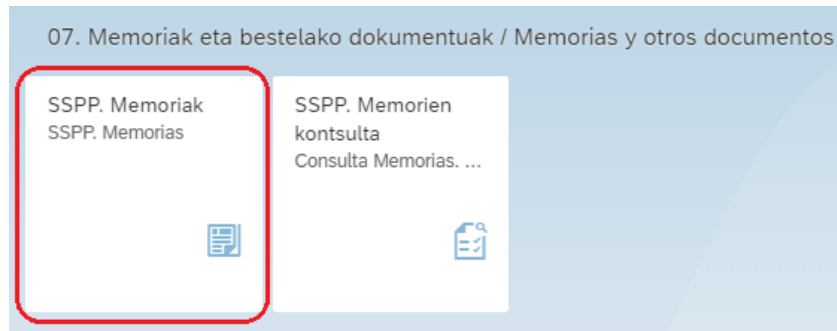 07. Memoriak eta bestelako dokumentuak / Memorias y otros documentos
SSPP. Memoriak
SSPP. Memorias
SSPP. Memorien
kontsulta
Consulta Memorias. ...